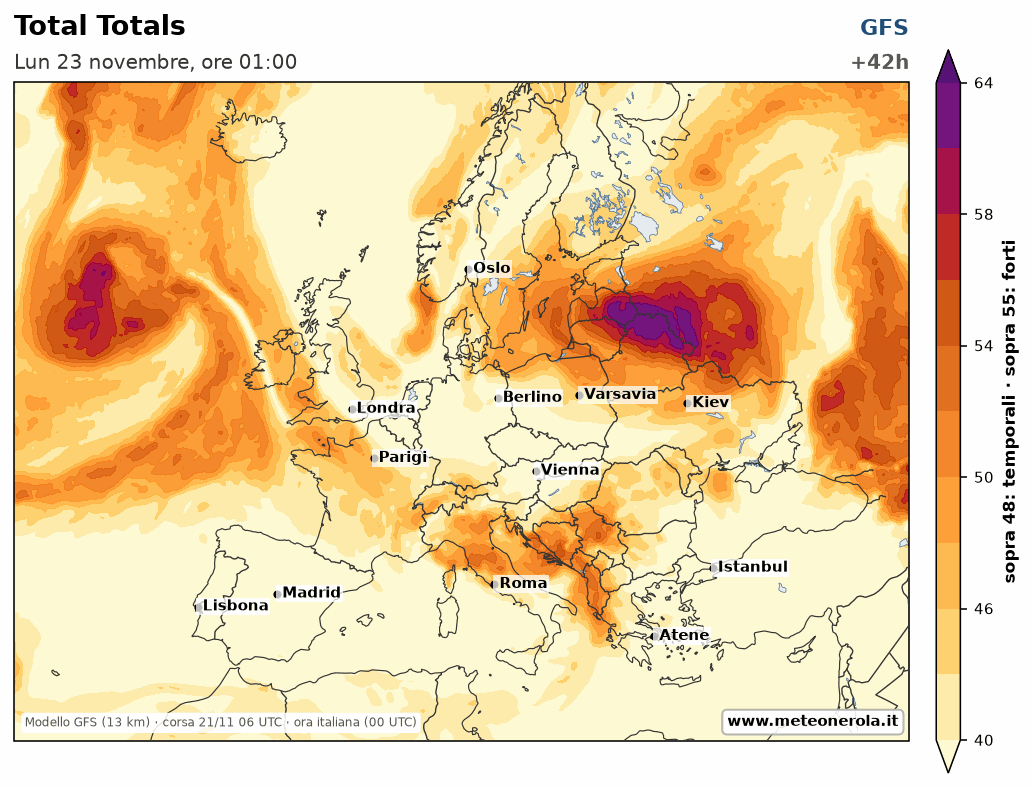 Total Totals
GFS
Lun 23 novembre, ore 01:00
+42h
64
58
54
50
46
40
sopra 48: temporali · sopra 55: forti
Oslo
Londra
Berlino
Varsavia
Kiev
Parigi
Vienna
Roma
Istanbul
Madrid
Lisbona
Atene
Modello GFS (13 km) · corsa 21/11 06 UTC · ora italiana (00 UTC)
www.meteonerola.it